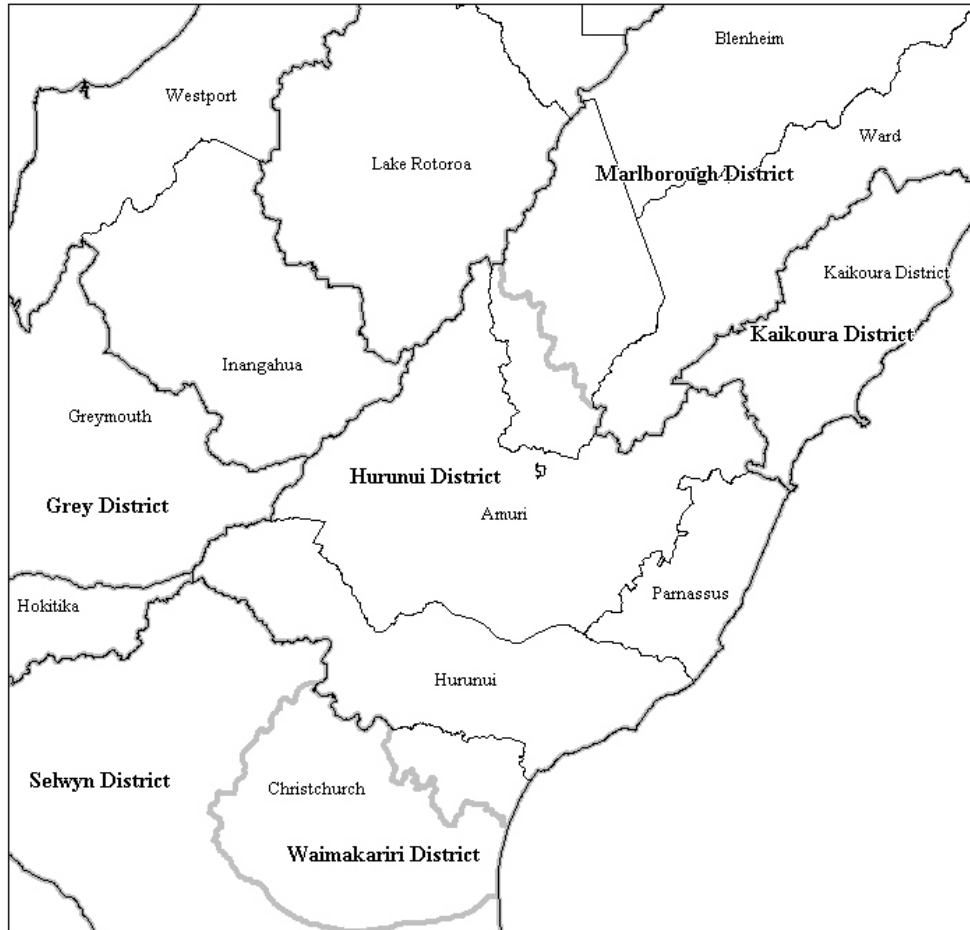 Blenheim
Westport
Ward
Lake Rotoroa
Marlborough District
Kaikoura District
Kaikoura District
Inangahua
Greymouth
Hurunui District
Grey District
Amuri
Parnassus
Hokitika
Hurunui
Selwyn District
Christchurch
Waimakariri District